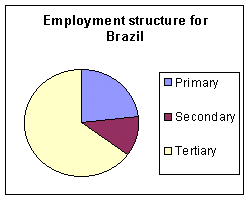 Employment structure for
Brazil
Primary
Secondary
Tertiary